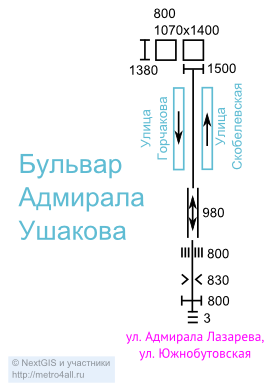 800
1070x1400
1380
1500
Улица
Горчакова
Улица
Скобелевская
Бульвар
Адмирала
Ушакова
980
800
830
800
3
ул. Адмирала Лазарева,
ул. Южнобутовская
© NextGIS и участники
http://metro4all.ru